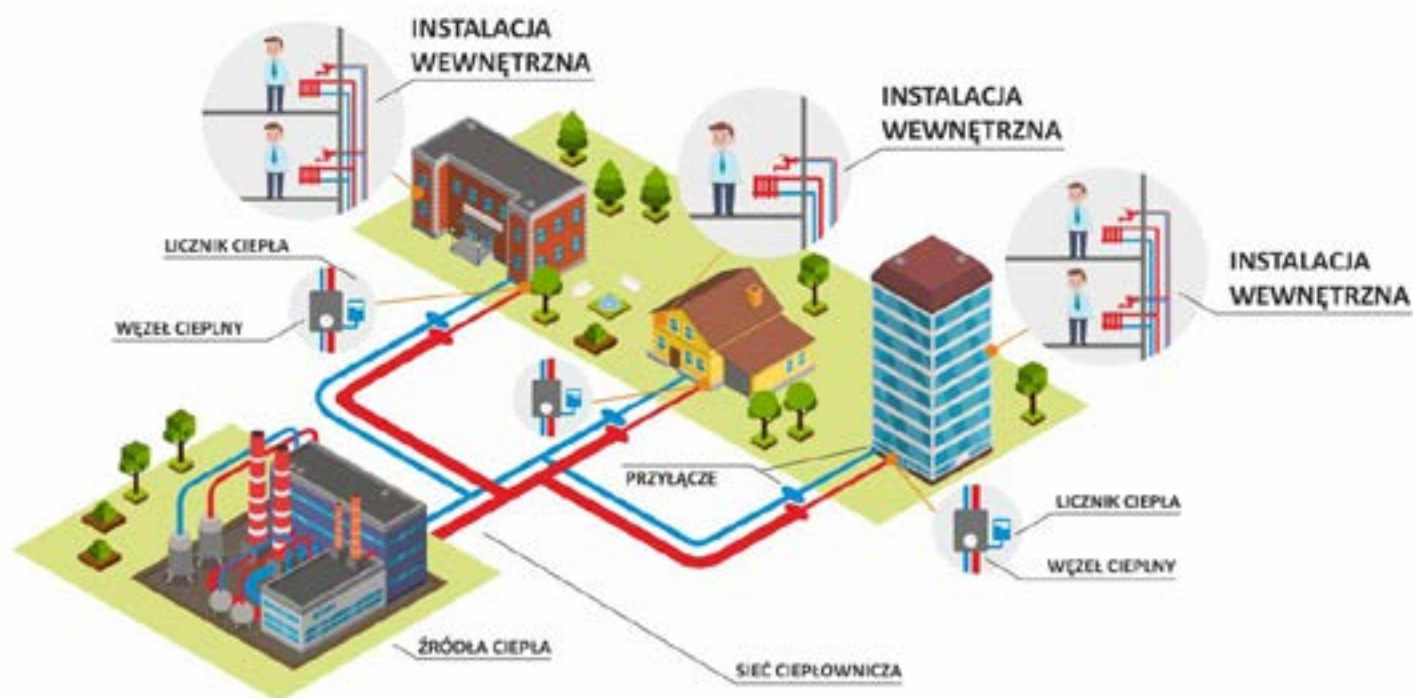 INSTALACJA
WEWNĘTRZNA
INSTALACJA
WEWNĘTRZNA
LICZNIK CIEPŁA
INSTALACJA
WEWNĘTRZNA
WĘZEŁ CIEPLNY
PRZYŁĄCZE
LICZNIK CIEPŁA
WĘZEŁ CIEPLNY
ŹRÓDŁA CIEPŁA
SIEĆ CIEPŁOWNICZA